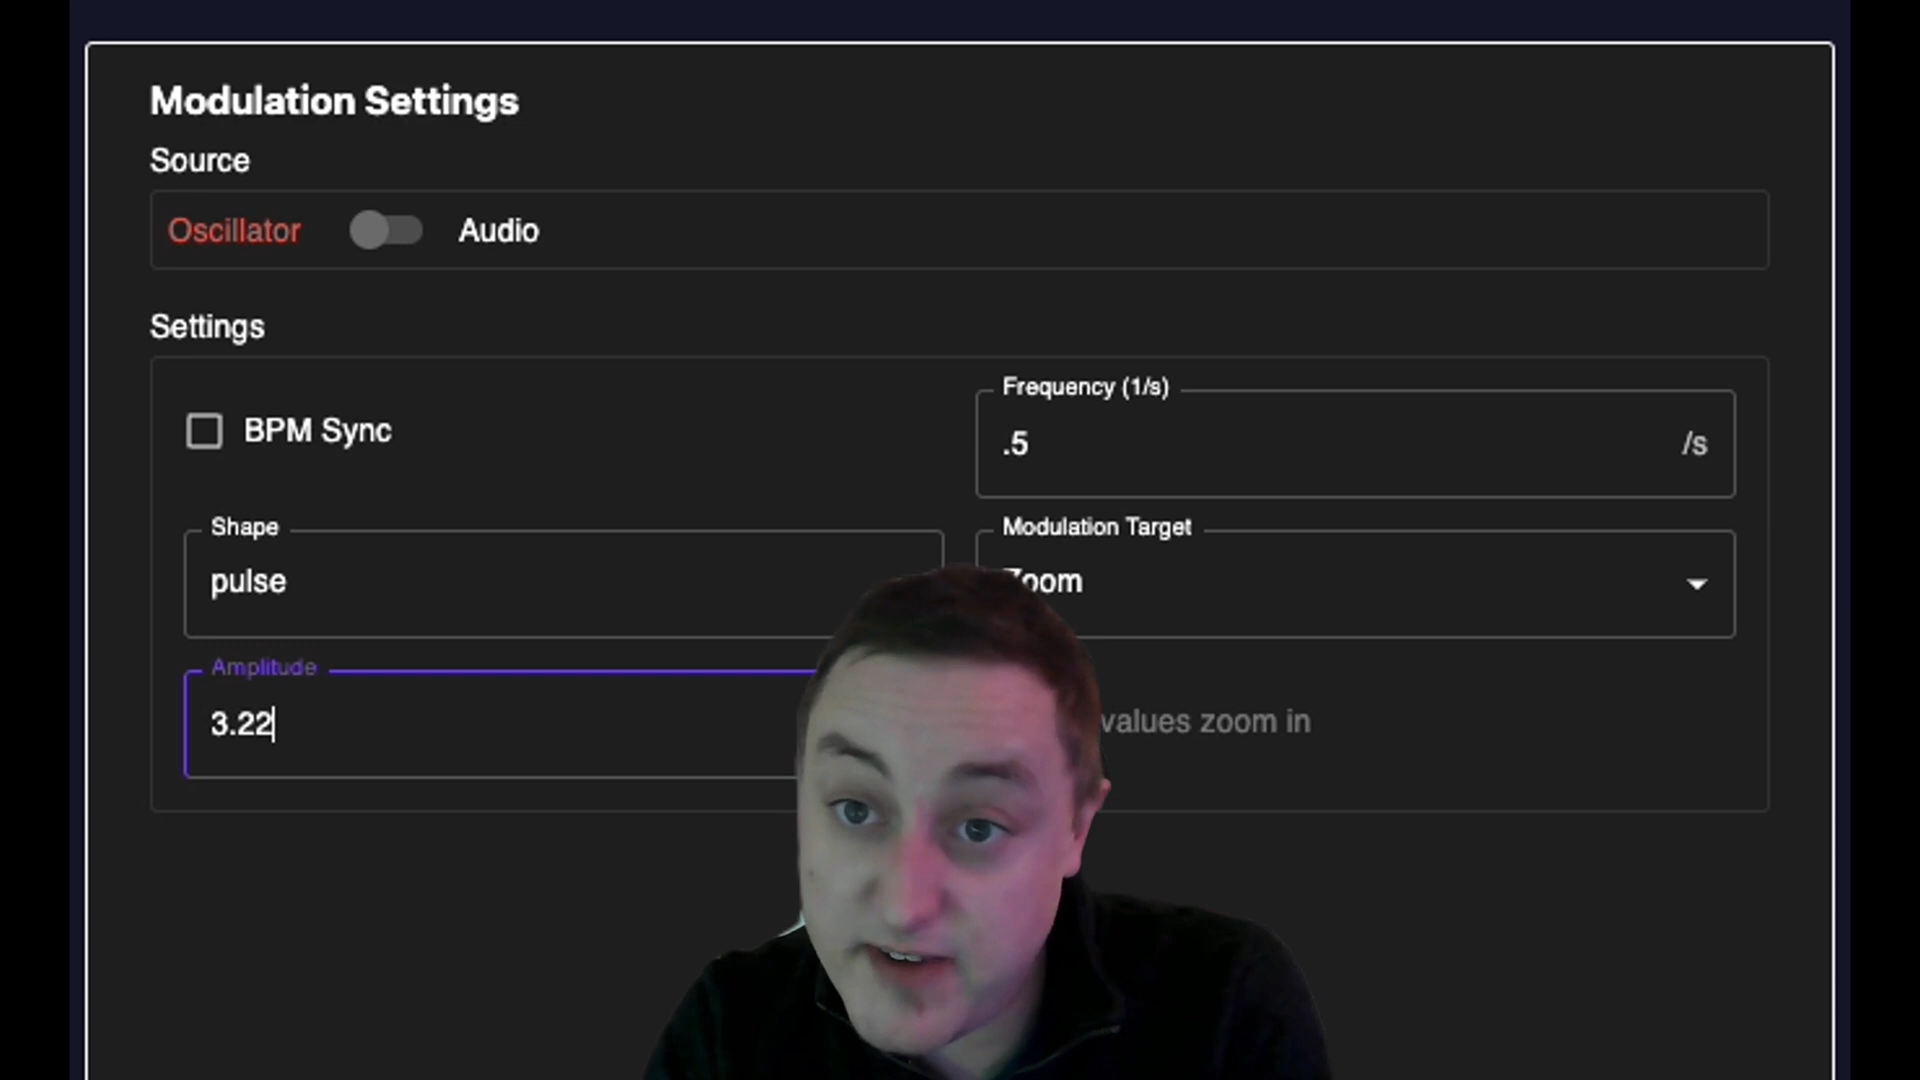 Modulation Settings
Source
Oscillator Audio
Settings
BPM Sync
Frequency (1/s)
.5 /s
Shape
pulse
Modulation Target
Zoom
Amplitude
3.22
values zoom in